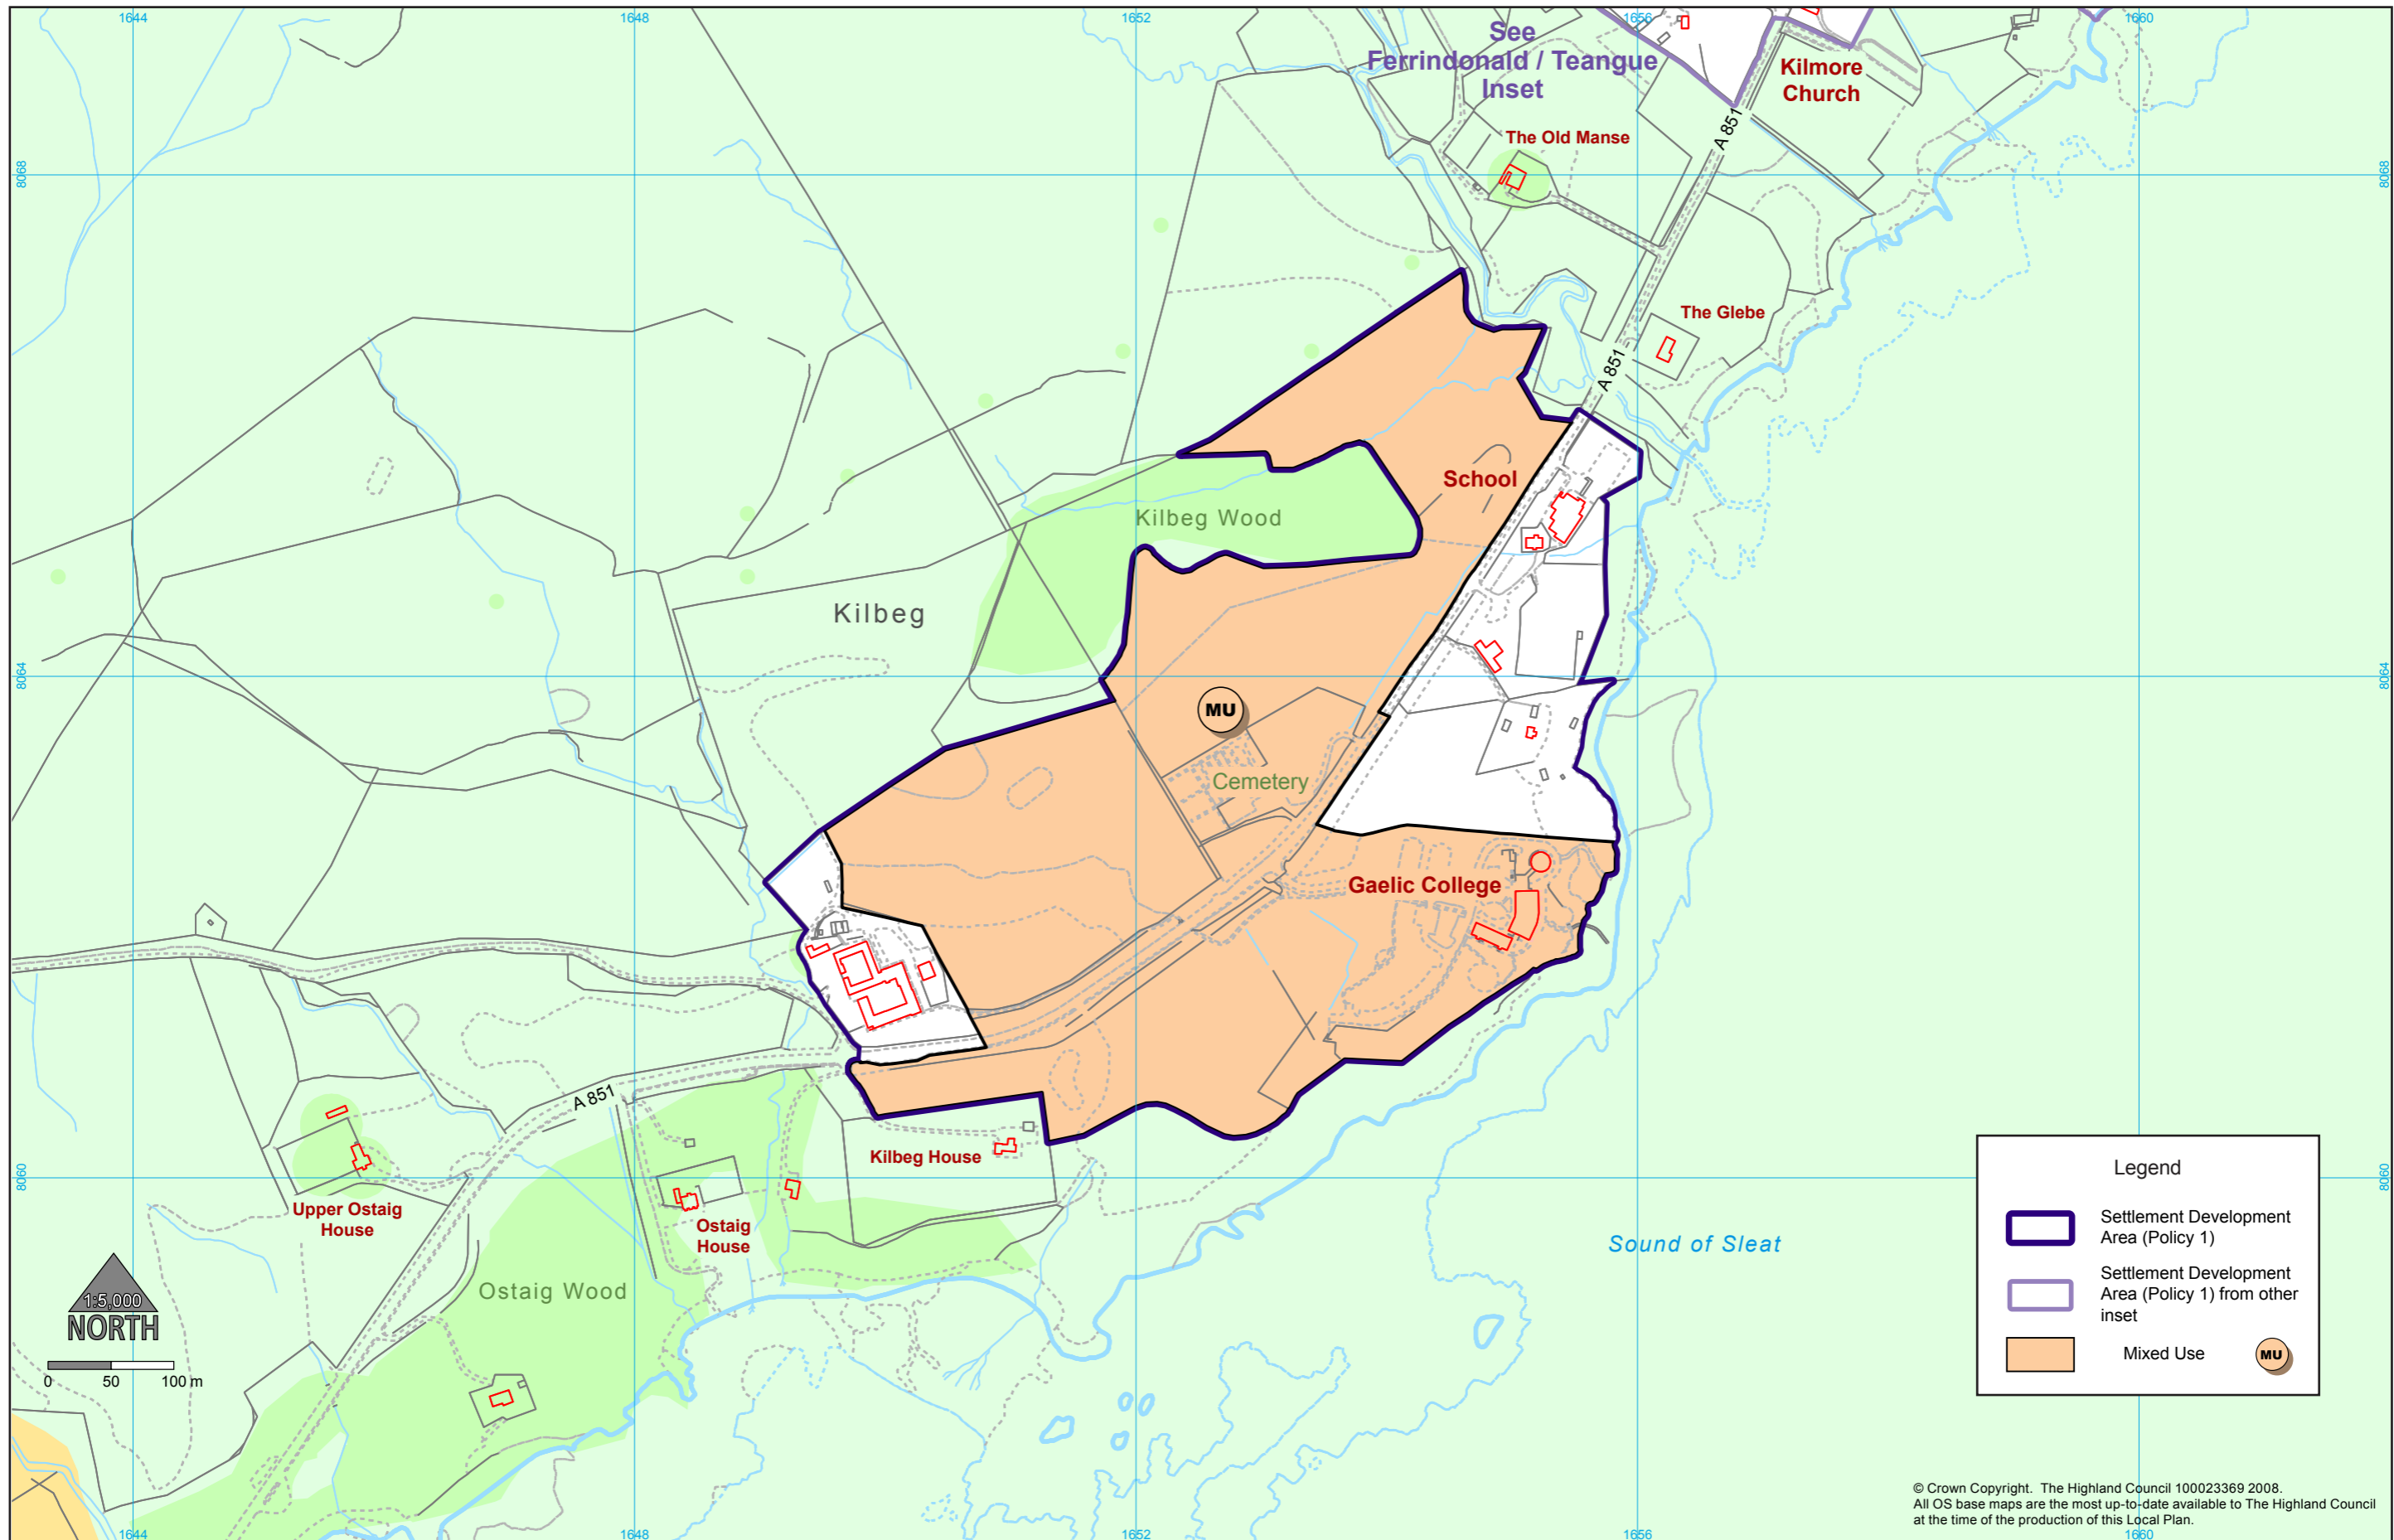 1644
1648
1652
1656
1660
See
Ferrindonald / Teangue
Inset
Kilmore
Church
A 851
The Old Manse
8068
8068
The Glebe
A 851
School
Kilbeg Wood
Kilbeg
8064
8064
MU
Cemetery
Gaelic College
A 851
Kilbeg House
8060
8060
Upper Ostaig
House
Ostaig
House
Sound of Sleat
Ostaig Wood
1:5,000
NORTH
0 50 100 m
Legend
Settlement Development
Area (Policy 1)
Settlement Development
Area (Policy 1) from other
inset
Mixed Use
MU
© Crown Copyright. The Highland Council 100023369 2008.
All OS base maps are the most up-to-date available to The Highland Council
at the time of the production of this Local Plan.
1644
1648
1652
1656
1660